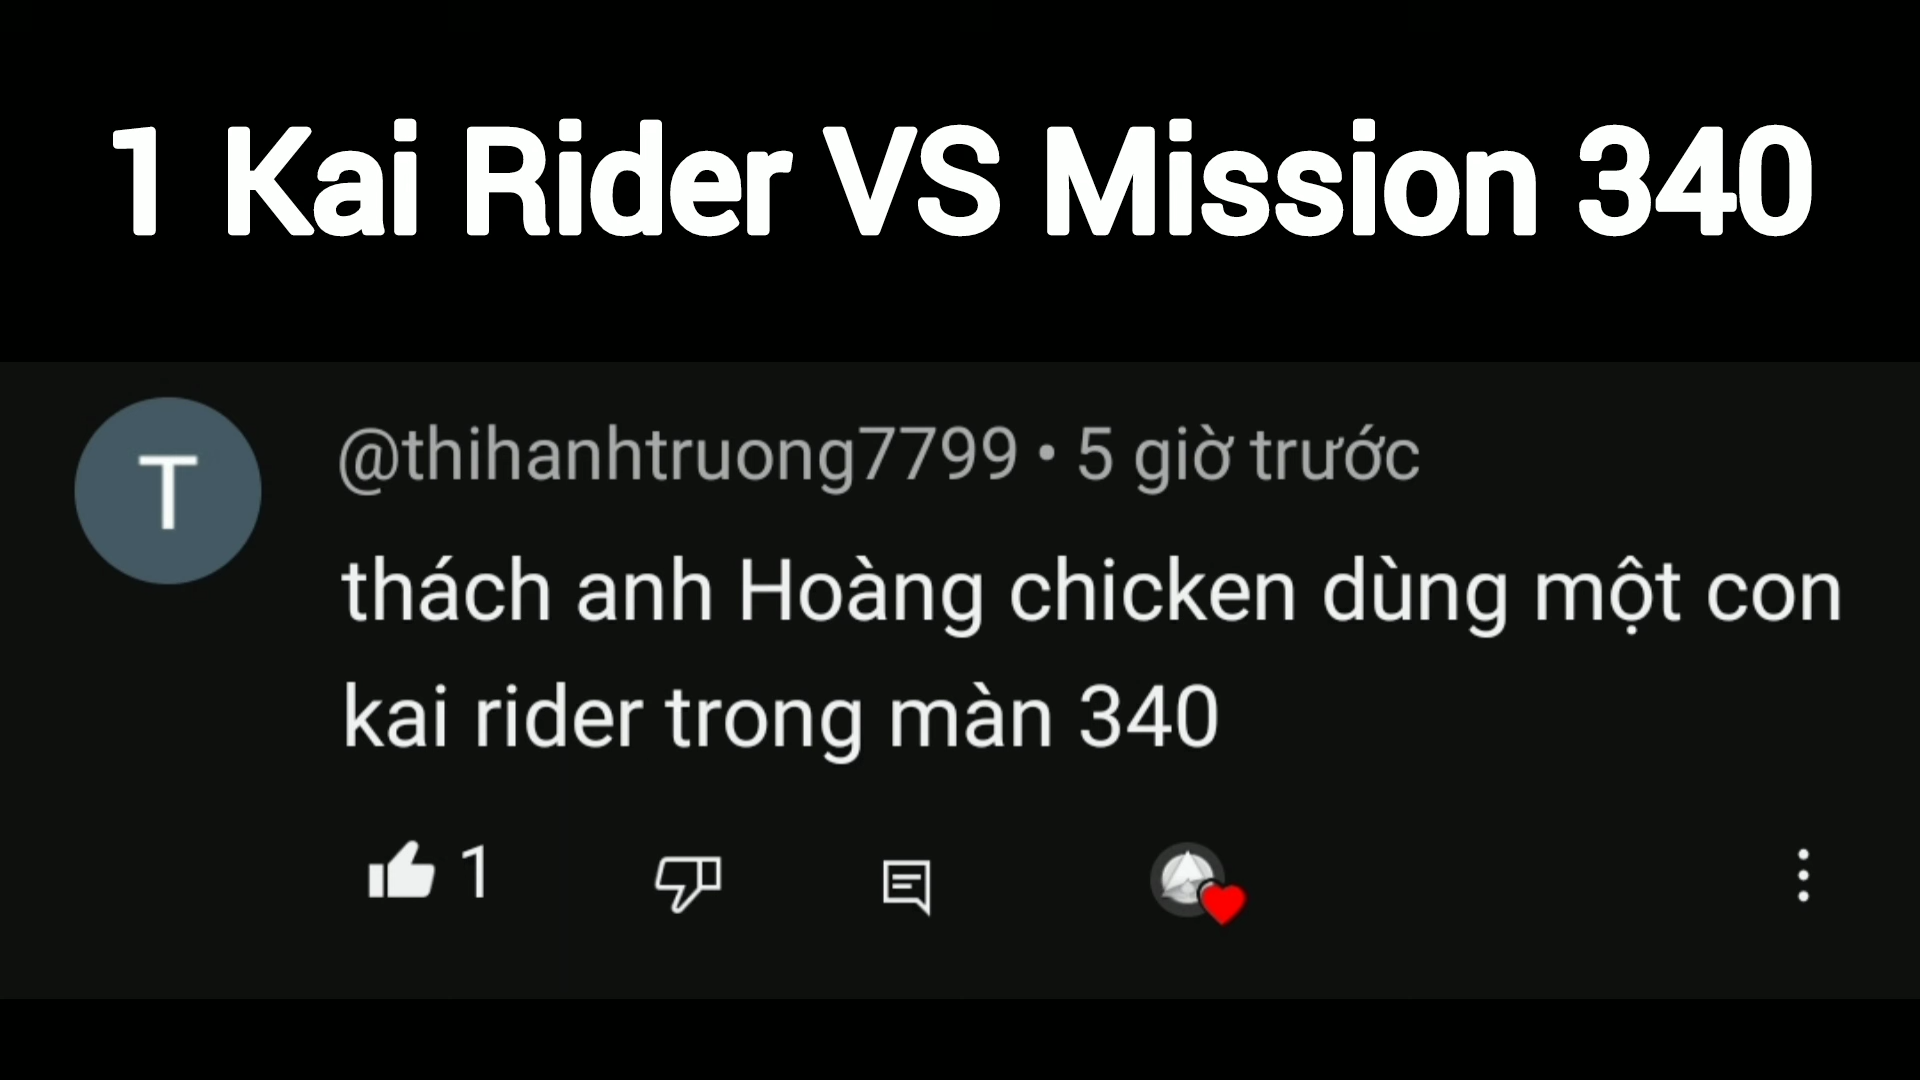 1 Kai Rider VS Mission 340
T
@thihanhtruong7799 • 5 giờ trước
thách anh Hoàng chicken dùng một con
kai rider trong màn 340
1